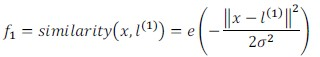 f₁ = similarity(x, l⁽¹⁾) = e(−‖x − l⁽¹⁾‖² / 2σ²)